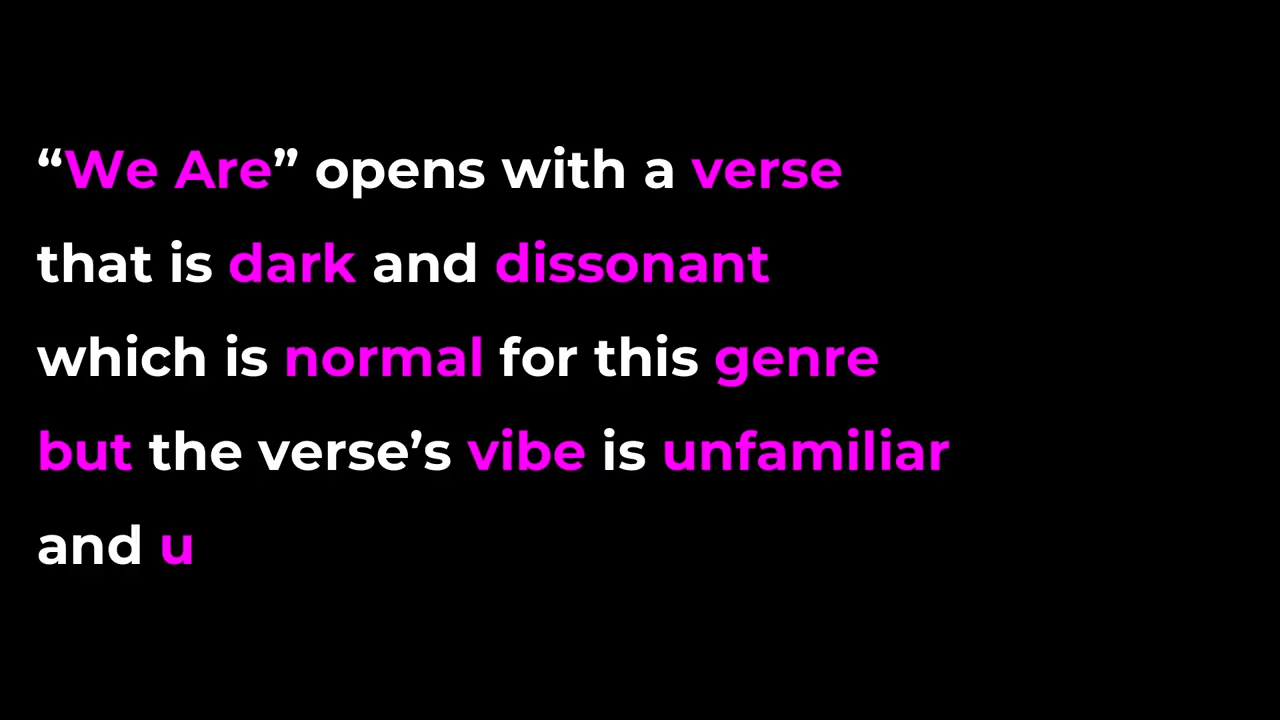 “We Are” opens with a verse
that is dark and dissonant
which is normal for this genre
but the verse’s vibe is unfamiliar
and u